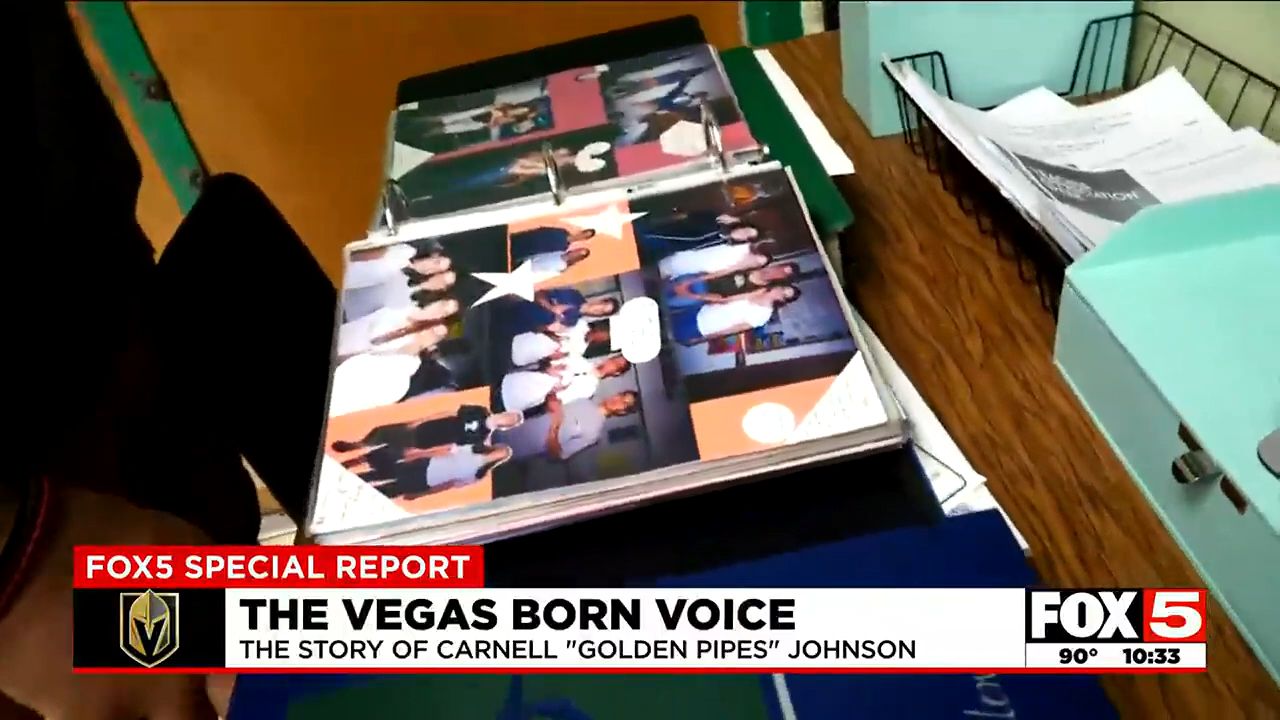 FOX5 SPECIAL REPORT
THE VEGAS BORN VOICE
THE STORY OF CARNELL "GOLDEN PIPES" JOHNSON
FOX 5
90° 10:33